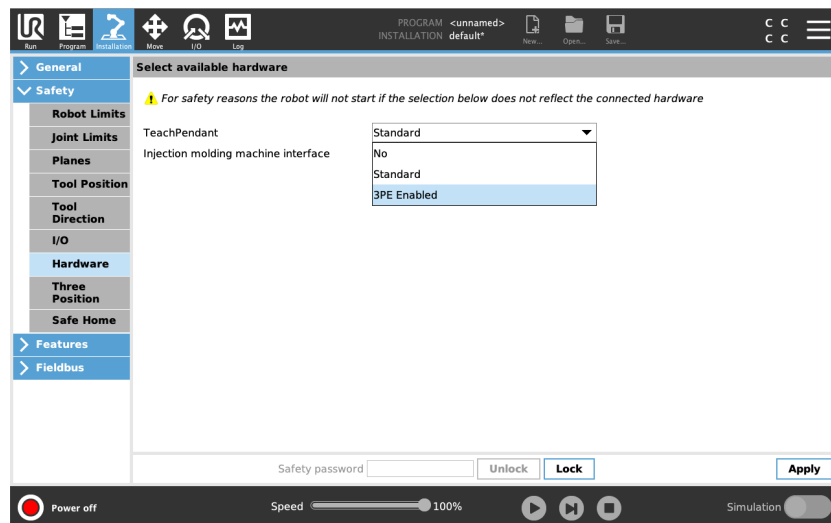 UR
PROGRAM <unnamed>
INSTALLATION default*
Run Program Installation Move I/O Log New... Open... Save...
C C
C C
General
Safety
Robot Limits
Joint Limits
Planes
Tool Position
Tool
Direction
I/O
Hardware
Three
Position
Safe Home
Features
Fieldbus
Select available hardware
! For safety reasons the robot will not start if the selection below does not reflect the connected hardware
TeachPendant Standard
Injection molding machine interface No
Standard
3PE Enabled
Safety password Unlock Lock Apply
Power off Speed 100% Simulation